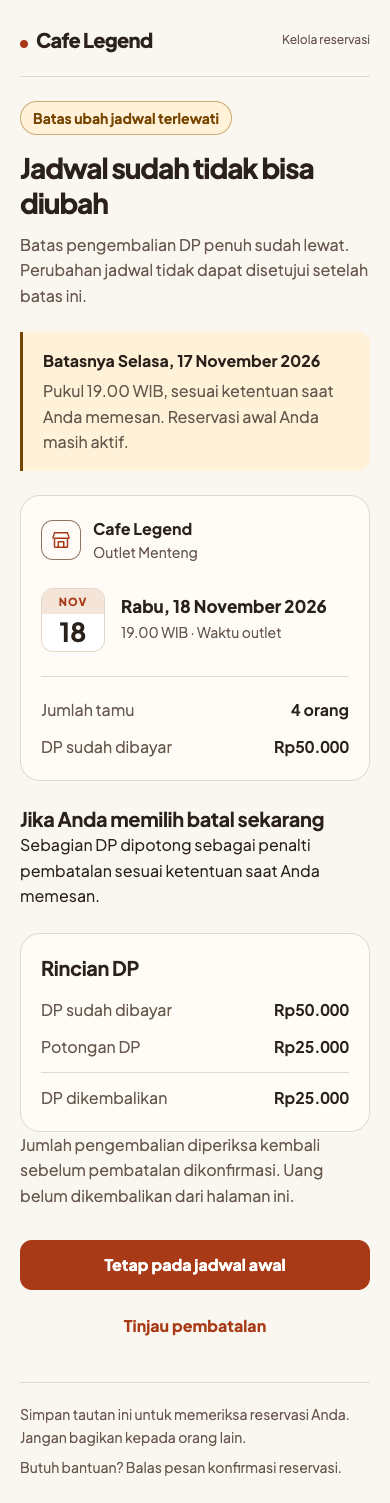 Cafe Legend
Kelola reservasi
Batas ubah jadwal terlewati
Jadwal sudah tidak bisa
diubah
Batas pengembalian DP penuh sudah lewat.
Perubahan jadwal tidak dapat disetujui setelah
batas ini.
Batasnya Selasa, 17 November 2026
Pukul 19.00 WIB, sesuai ketentuan saat
Anda memesan. Reservasi awal Anda
masih aktif.
Cafe Legend
Outlet Menteng
NOV
18
Rabu, 18 November 2026
19.00 WIB · Waktu outlet
Jumlah tamu 4 orang
DP sudah dibayar Rp50.000
Jika Anda memilih batal sekarang
Sebagian DP dipotong sebagai penalti
pembatalan sesuai ketentuan saat Anda
memesan.
Rincian DP
DP sudah dibayar Rp50.000
Potongan DP Rp25.000
DP dikembalikan Rp25.000
Jumlah pengembalian diperiksa kembali
sebelum pembatalan dikonfirmasi. Uang
belum dikembalikan dari halaman ini.
Tetap pada jadwal awal
Tinjau pembatalan
Simpan tautan ini untuk memeriksa reservasi Anda.
Jangan bagikan kepada orang lain.
Butuh bantuan? Balas pesan konfirmasi reservasi.